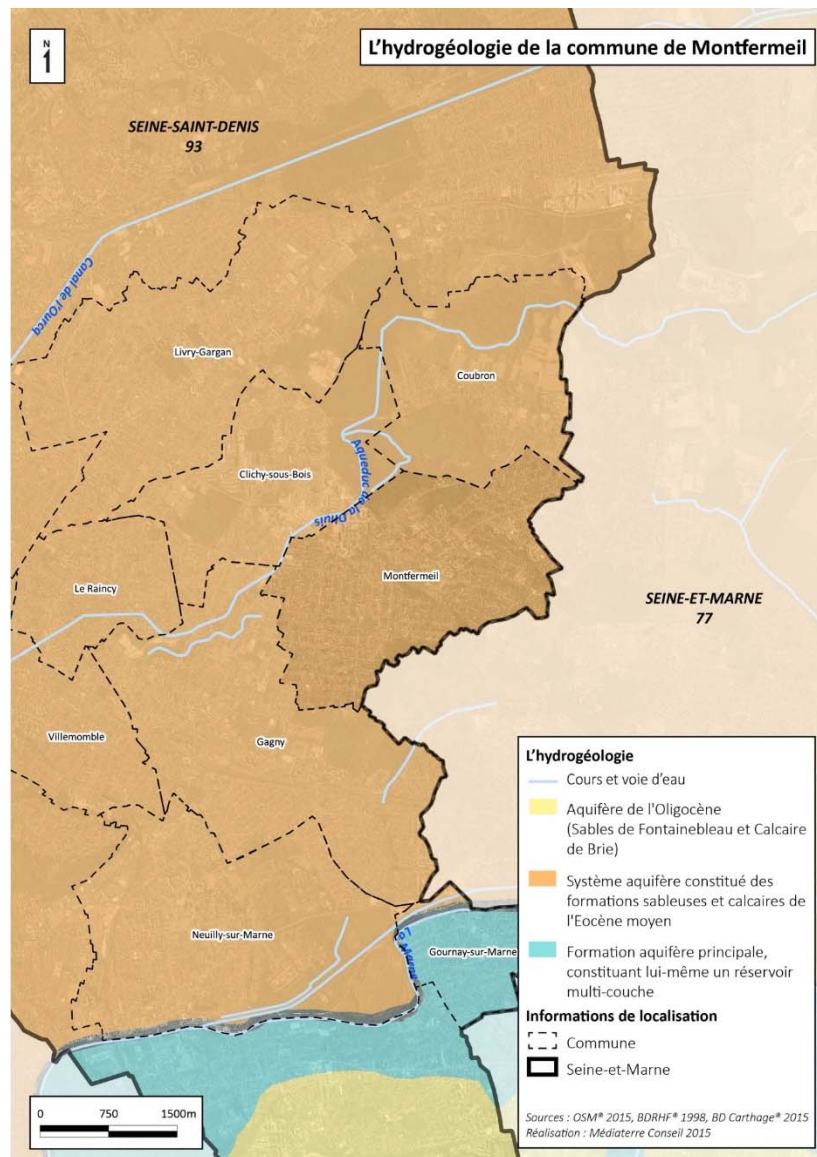 N
1
L'hydrogéologie de la commune de Montfermeil
SEINE-SAINT-DENIS
93
Canal de l'Ourcq
Livry-Gargan
Coubron
Clichy-sous-Bois
Aqueduc de la Dhuis
Montfermeil
Le Raincy
SEINE-ET-MARNE
77
Villemomble
Gagny
Neuilly-sur-Marne
Gournay-sur-Marne
La Marne
L'hydrogéologie
Cours et voie d'eau
Aquifère de l'Oligocène
(Sables de Fontainebleau et Calcaire
de Brie)
Système aquifère constitué des
formations sableuses et calcaires de
l'Eocène moyen
Formation aquifère principale,
constituant lui-même un réservoir
multi-couche
Informations de localisation
Commune
Seine-et-Marne
Sources : OSM® 2015, BDRHF® 1998, BD Carthage® 2015
Réalisation : Médiaterre Conseil 2015
0 750 1500m